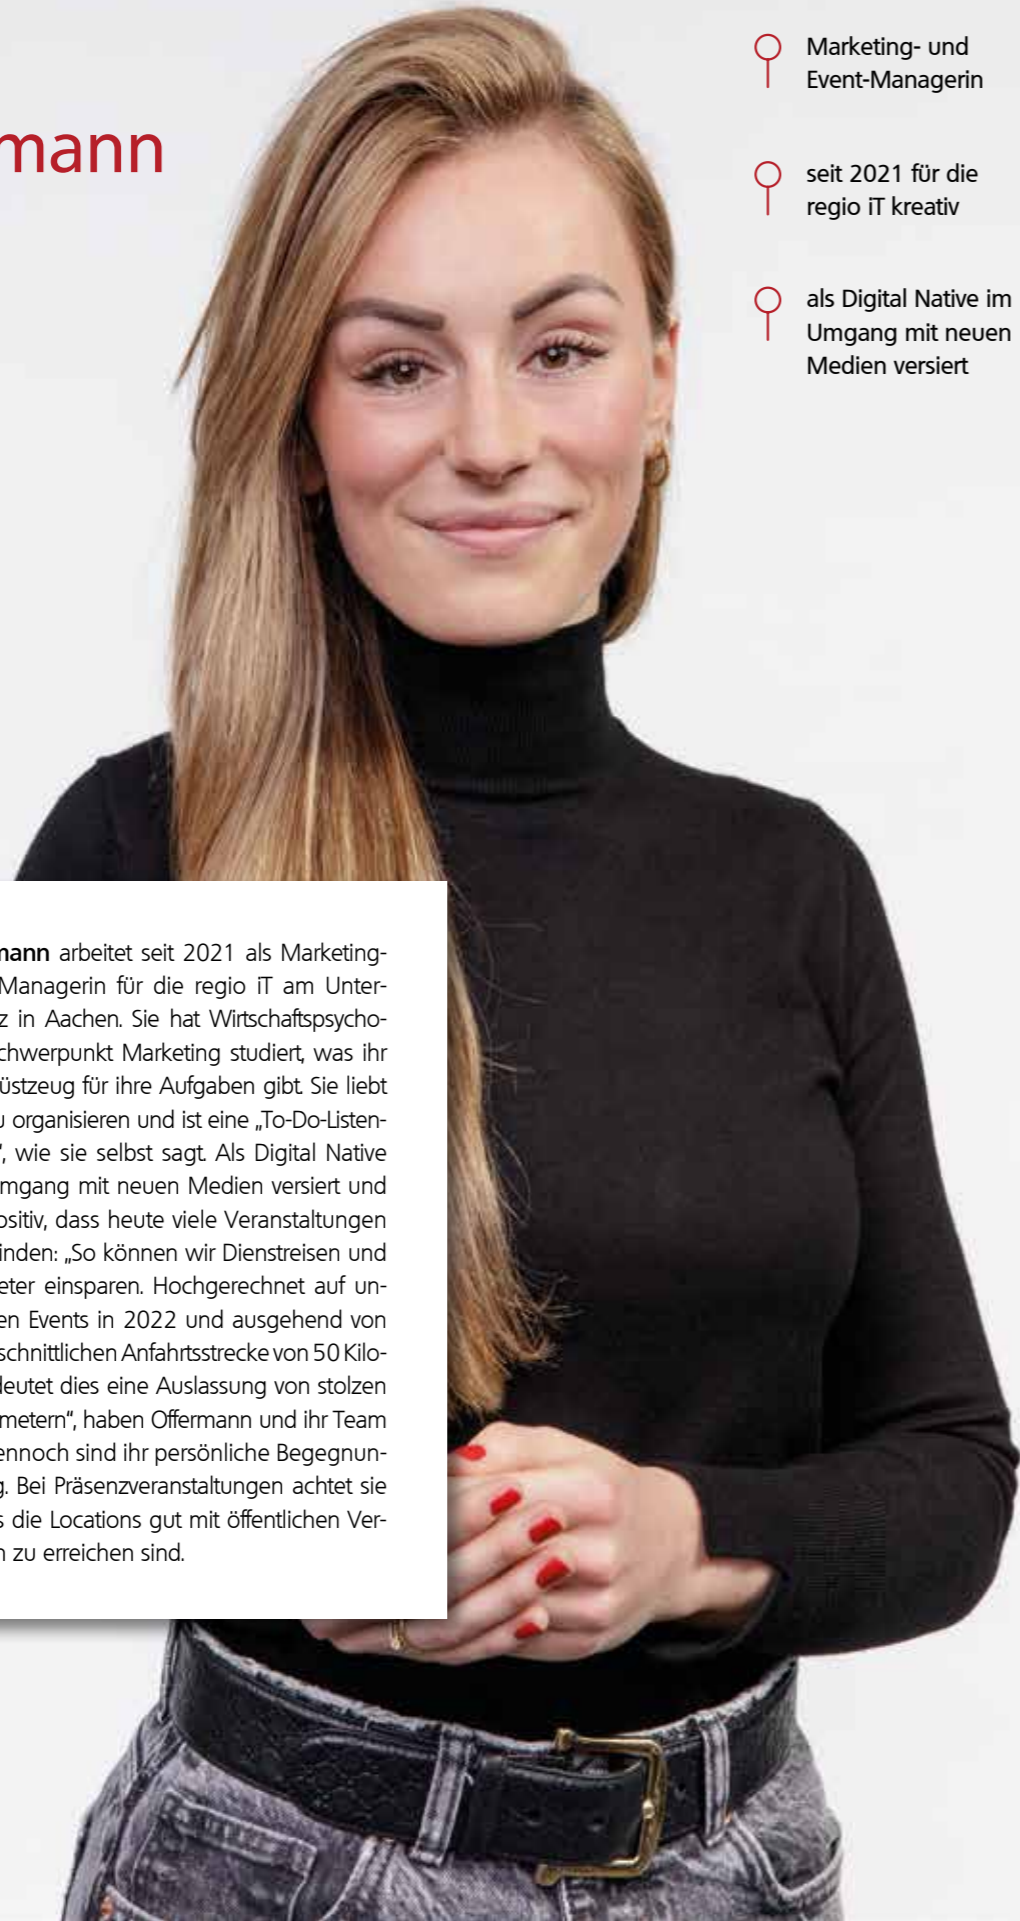 mann
Marketing- und
Event-Managerin
seit 2021 für die
regio iT kreativ
als Digital Native im
Umgang mit neuen
Medien versiert
mann arbeitet seit 2021 als Marketing-
Managerin für die regio iT am Unter-
z in Aachen. Sie hat Wirtschaftspsycho-
chwerpunkt Marketing studiert, was ihr
üstzeug für ihre Aufgaben gibt. Sie liebt
u organisieren und ist eine „To-Do-Listen-
“, wie sie selbst sagt. Als Digital Native
mgang mit neuen Medien versiert und
ositiv, dass heute viele Veranstaltungen
inden: „So können wir Dienstreisen und
eter einsparen. Hochgerechnet auf un-
en Events in 2022 und ausgehend von
schnittlichen Anfahrtsstrecke von 50 Kilo-
deutet dies eine Auslassung von stolzen
metern“, haben Offermann und ihr Team
ennoch sind ihr persönliche Begegnun-
g. Bei Präsenzveranstaltungen achtet sie
s die Locations gut mit öffentlichen Ver-
n zu erreichen sind.